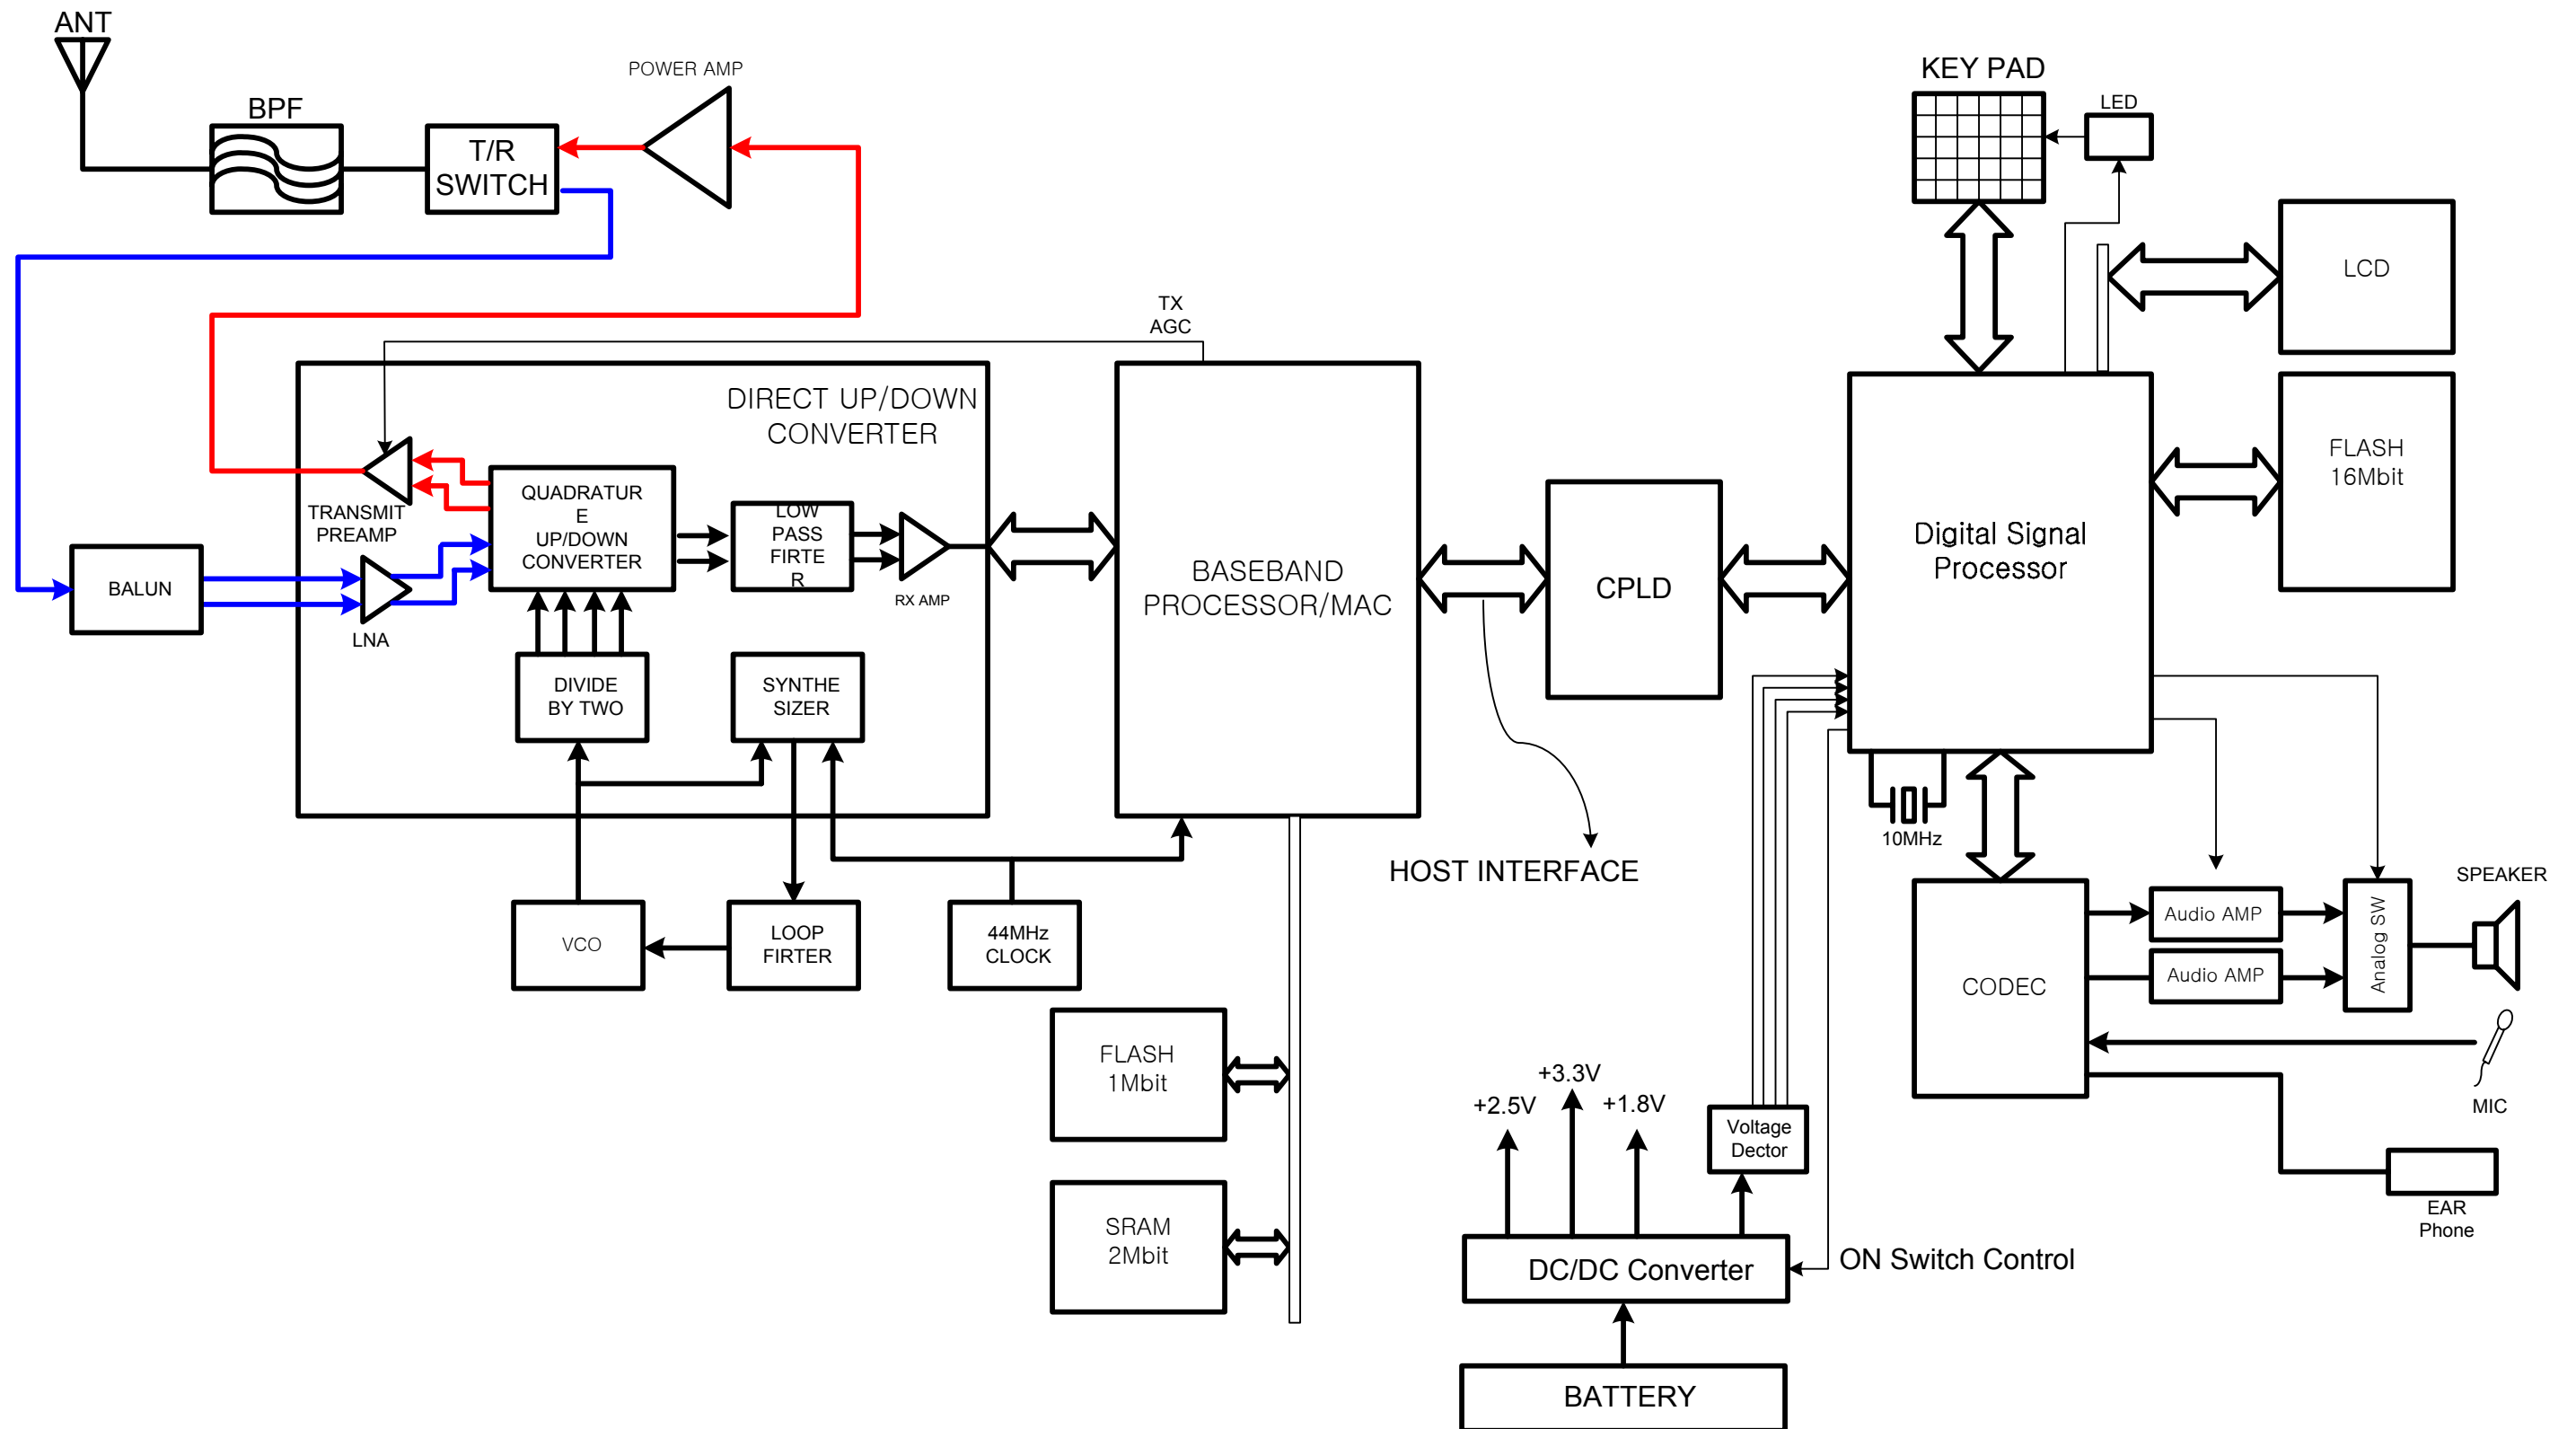 ANT
POWER AMP
BPF
T/R
SWITCH
KEY PAD
LED
LCD
TX
AGC
DIRECT UP/DOWN
CONVERTER
TRANSMIT
PREAMP
QUADRATUR
E
UP/DOWN
CONVERTER
LOW
PASS
FIRTE
R
RX AMP
BALUN
LNA
DIVIDE
BY TWO
SYNTHE
SIZER
BASEBAND
PROCESSOR/MAC
CPLD
Digital Signal
Processor
FLASH
16Mbit
10MHz
HOST INTERFACE
VCO
LOOP
FIRTER
44MHz
CLOCK
FLASH
1Mbit
SRAM
2Mbit
CODEC
Audio AMP
Audio AMP
Analog SW
SPEAKER
MIC
EAR
Phone
+2.5V
+3.3V
+1.8V
Voltage
Dector
DC/DC Converter
ON Switch Control
BATTERY